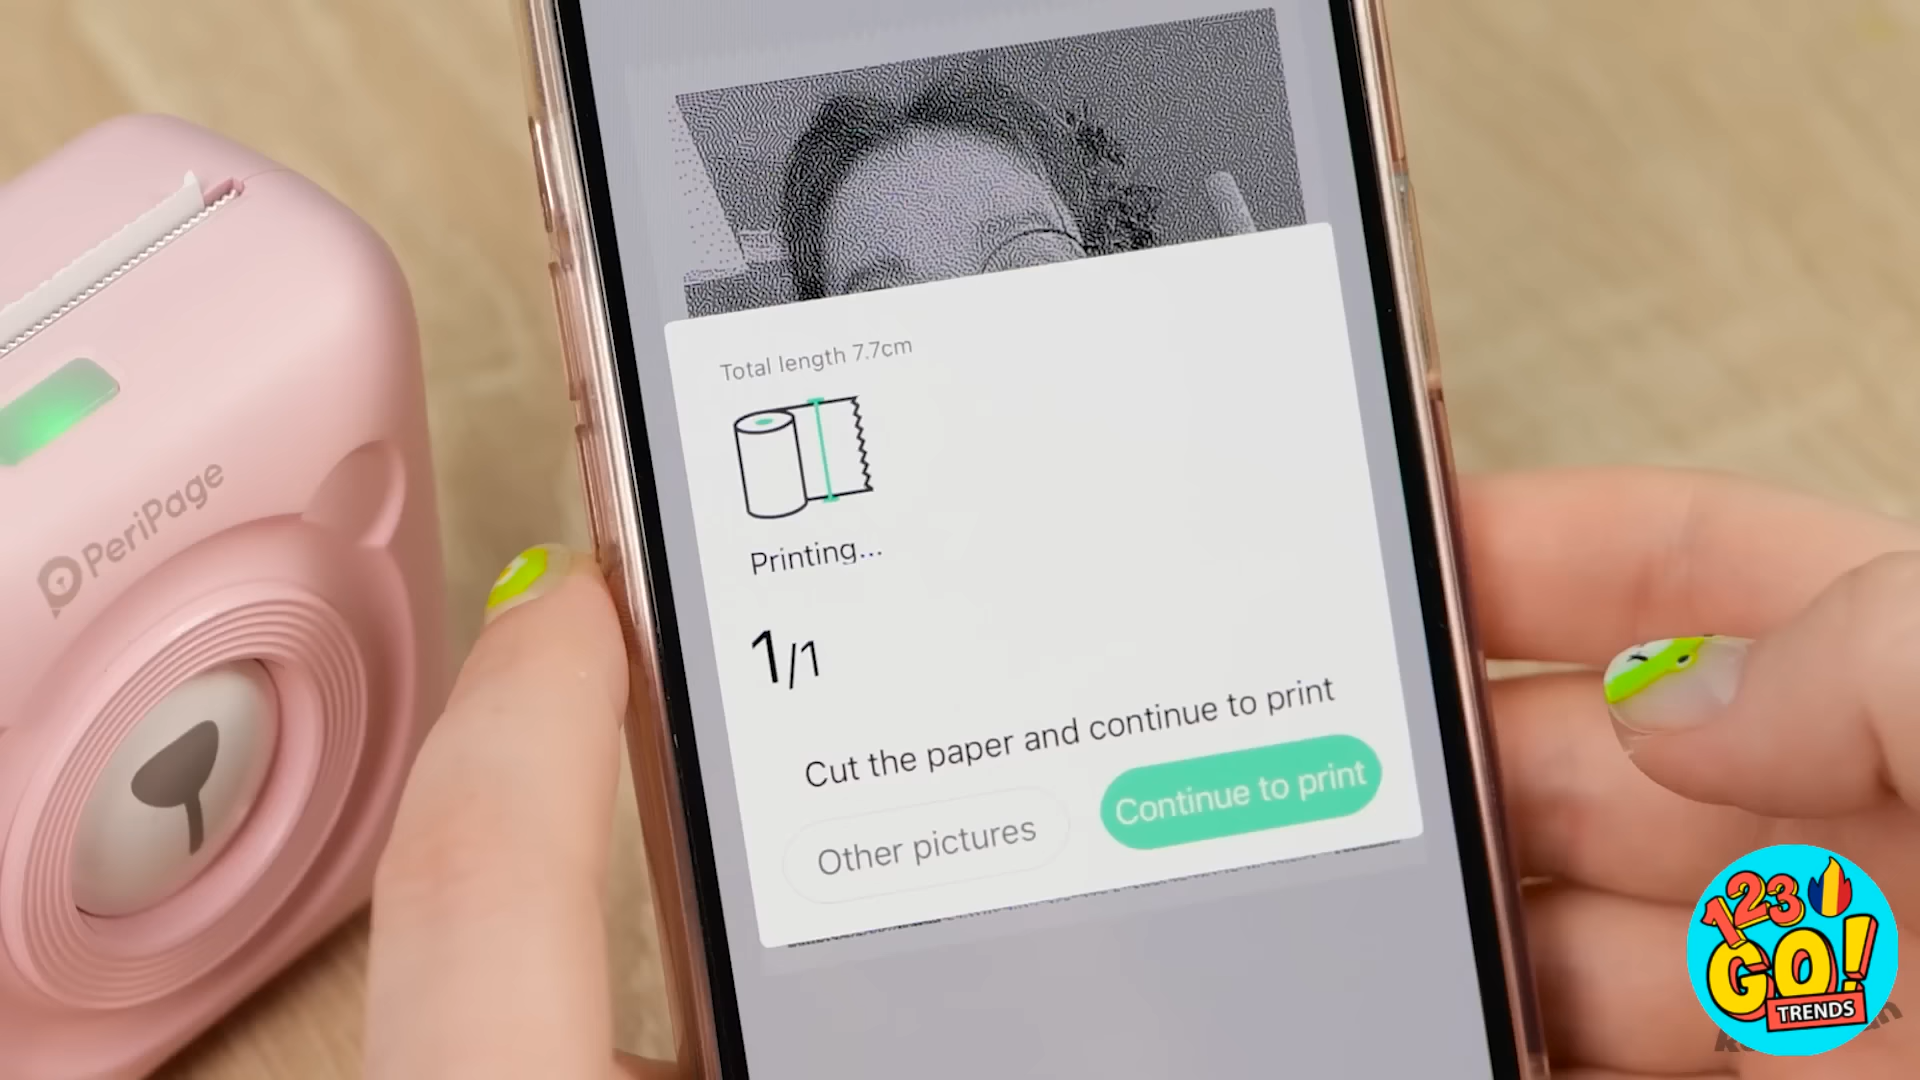 PeriPage
Total length 7.7cm
Printing...
1/1
Cut the paper and continue to print
Other pictures
Continue to print
123
GO!
TRENDS